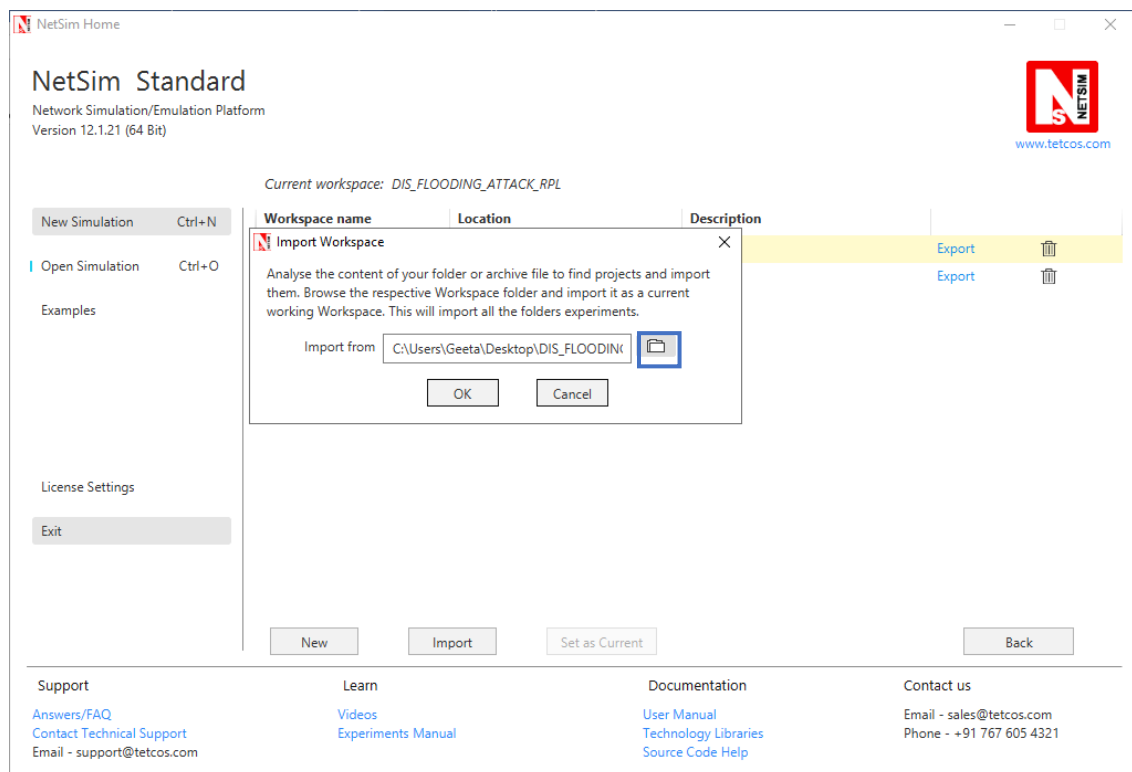 NetSim Home
NetSim Standard
Network Simulation/Emulation Platform
Version 12.1.21 (64 Bit)
NETSIM
N
S
www.tetcos.com
Current workspace: DIS_FLOODING_ATTACK_RPL
New Simulation Ctrl+N
Open Simulation Ctrl+O
Examples
License Settings
Exit
Workspace name Location Description
Export
Export
Import Workspace
Analyse the content of your folder or archive file to find projects and import
them. Browse the respective Workspace folder and import it as a current
working Workspace. This will import all the folders experiments.
Import from C:\Users\Geeta\Desktop\DIS_FLOODING
OK Cancel
New Import Set as Current Back
Support
Answers/FAQ
Contact Technical Support
Email - support@tetcos.com
Learn
Videos
Experiments Manual
Documentation
User Manual
Technology Libraries
Source Code Help
Contact us
Email - sales@tetcos.com
Phone - +91 767 605 4321